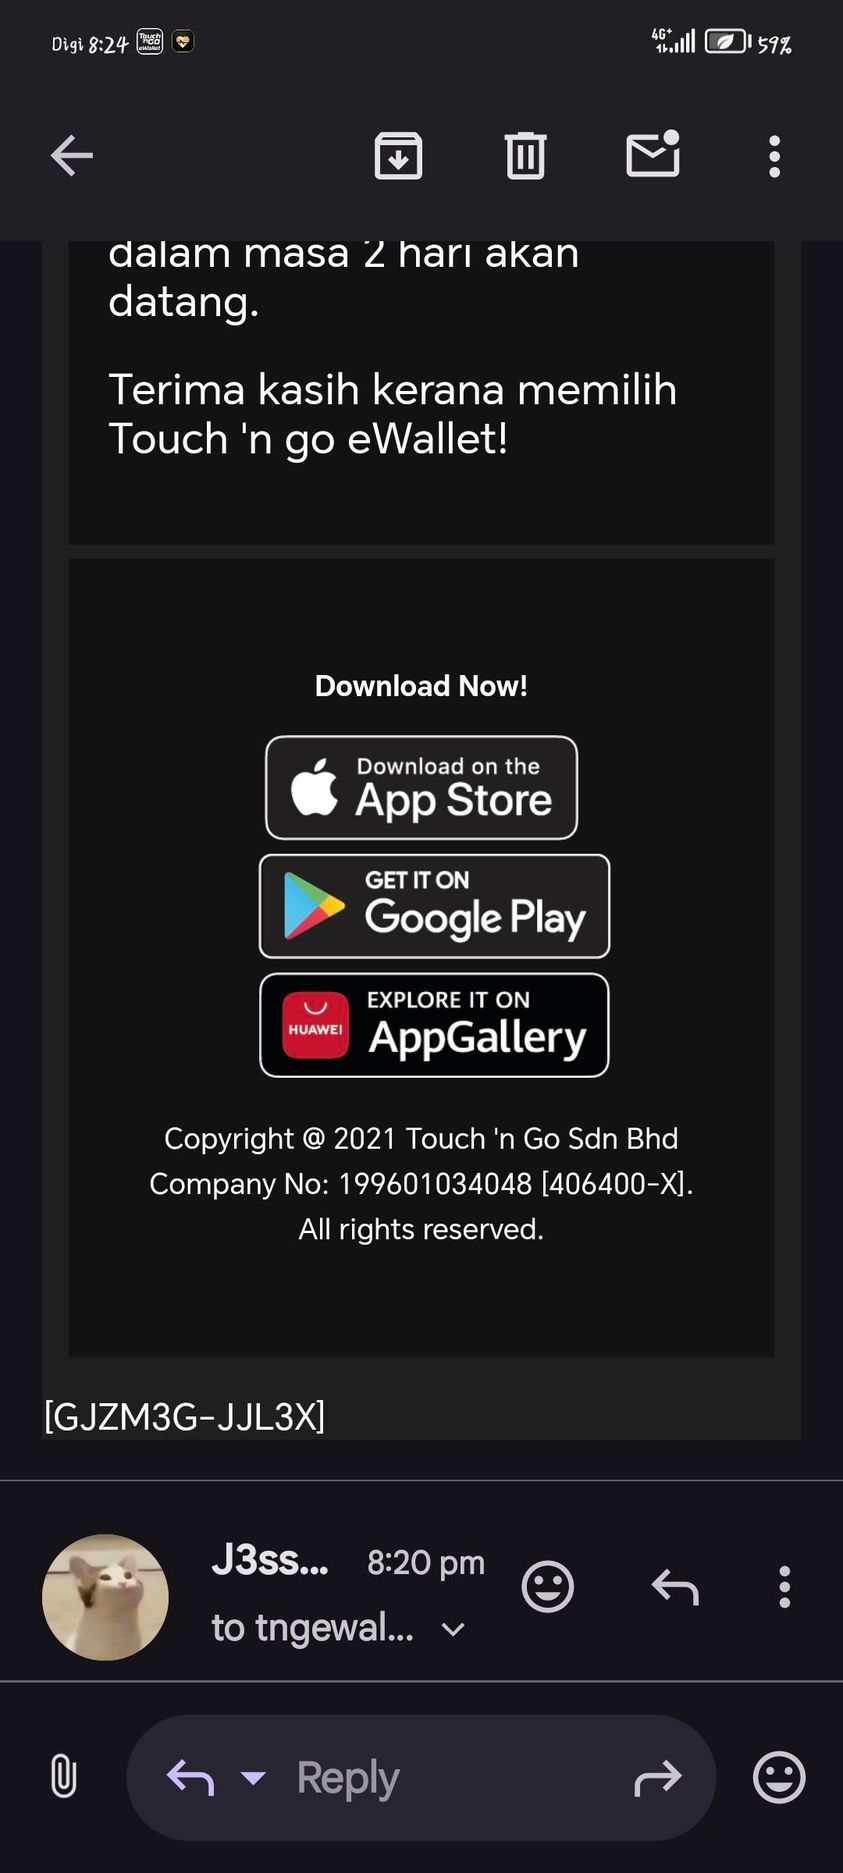 Digi 8:24 Touch 'n GO eWallet 4G+ 59%
dalam masa 2 hari akan
datang.
Terima kasih kerana memilih
Touch 'n go eWallet!
Download Now!
Download on the
App Store
GET IT ON
Google Play
HUAWEI
EXPLORE IT ON
AppGallery
Copyright @ 2021 Touch 'n Go Sdn Bhd
Company No: 199601034048 [406400-X].
All rights reserved.
[GJZM3G-JJL3X]
J3ss... 8:20 pm
to tngewal...
Reply